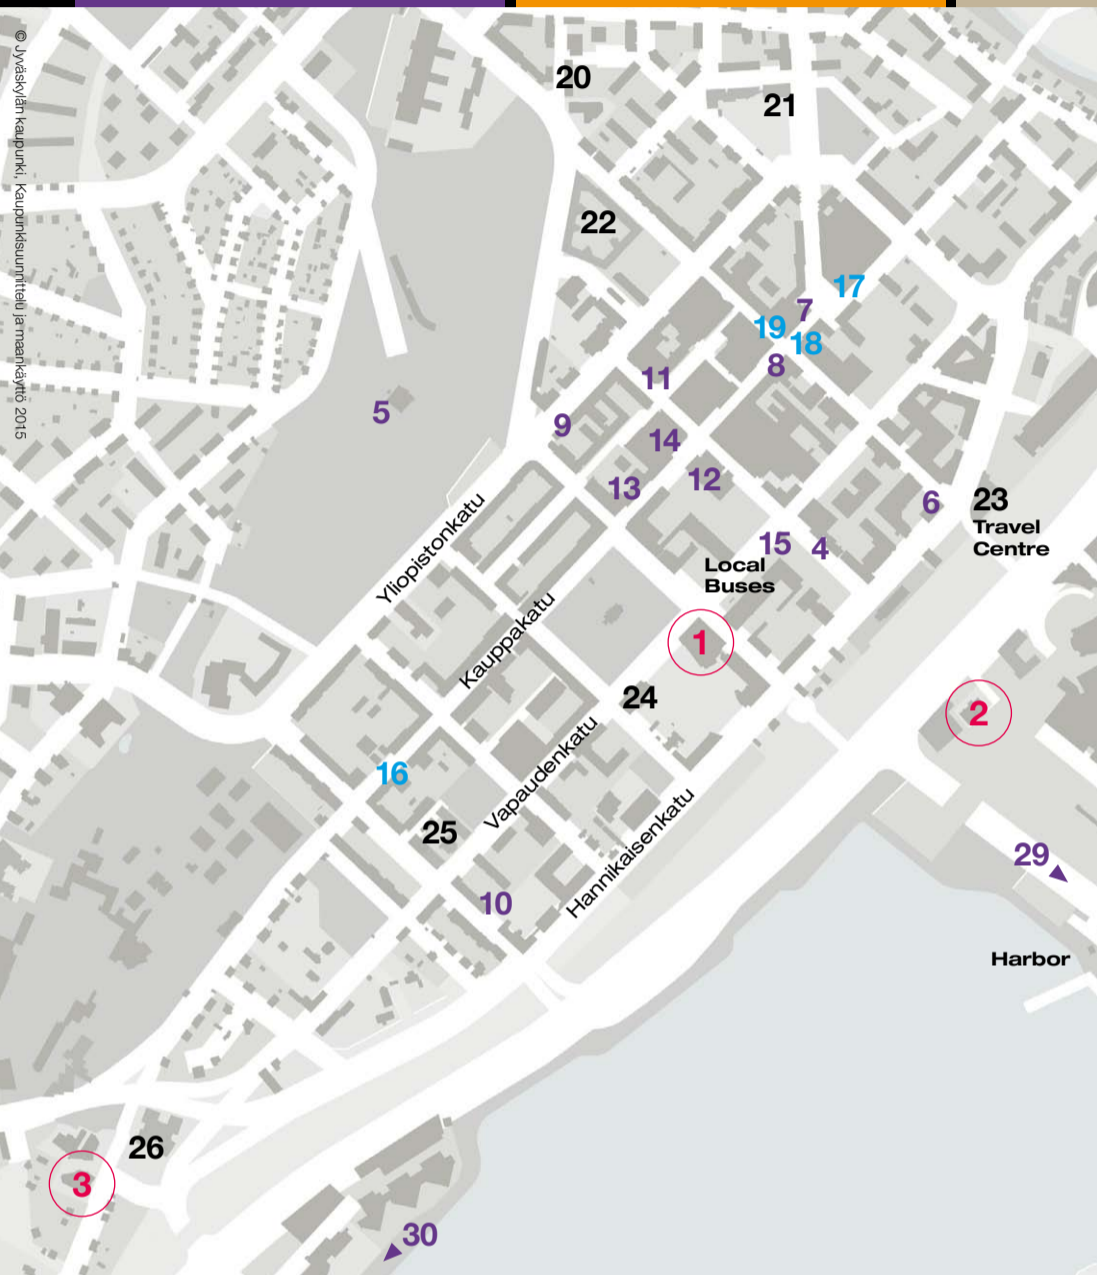 © Jyväskylän kaupunki, Kaupunkisuunnittelu ja maankäyttö 2015
20
21
22
17
7
19
18
8
11
5
9
14
12
13
6
23
Travel
Centre
15
4
Local
Buses
Yliopistonkatu
Kauppakatu
1
24
2
Vapaudenkatu
16
25
Hannikaisenkatu
29
10
Harbor
26
3
30